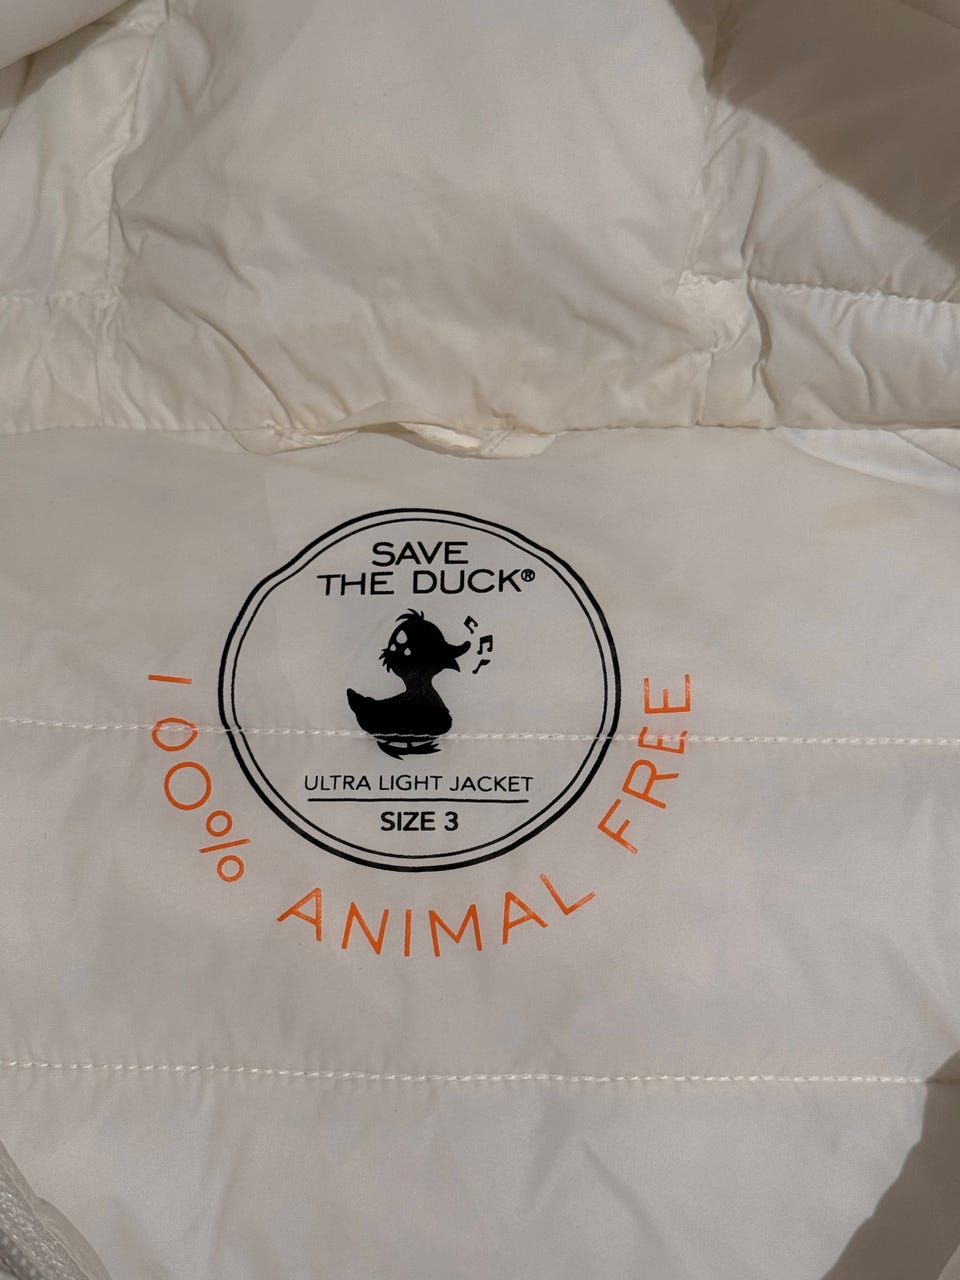 SAVE
THE DUCK®
ULTRA LIGHT JACKET
SIZE 3
100% ANIMAL FREE